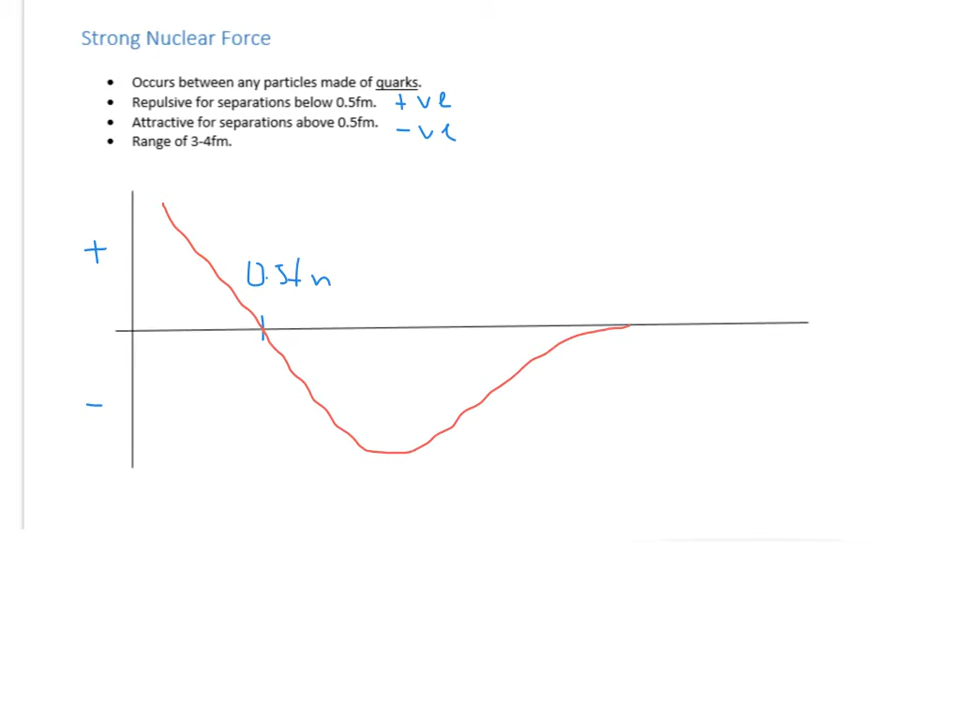 Strong Nuclear Force
• Occurs between any particles made of quarks.
• Repulsive for separations below 0.5fm. +ve
• Attractive for separations above 0.5fm. -ve
• Range of 3-4fm.
+
0.5fm
-